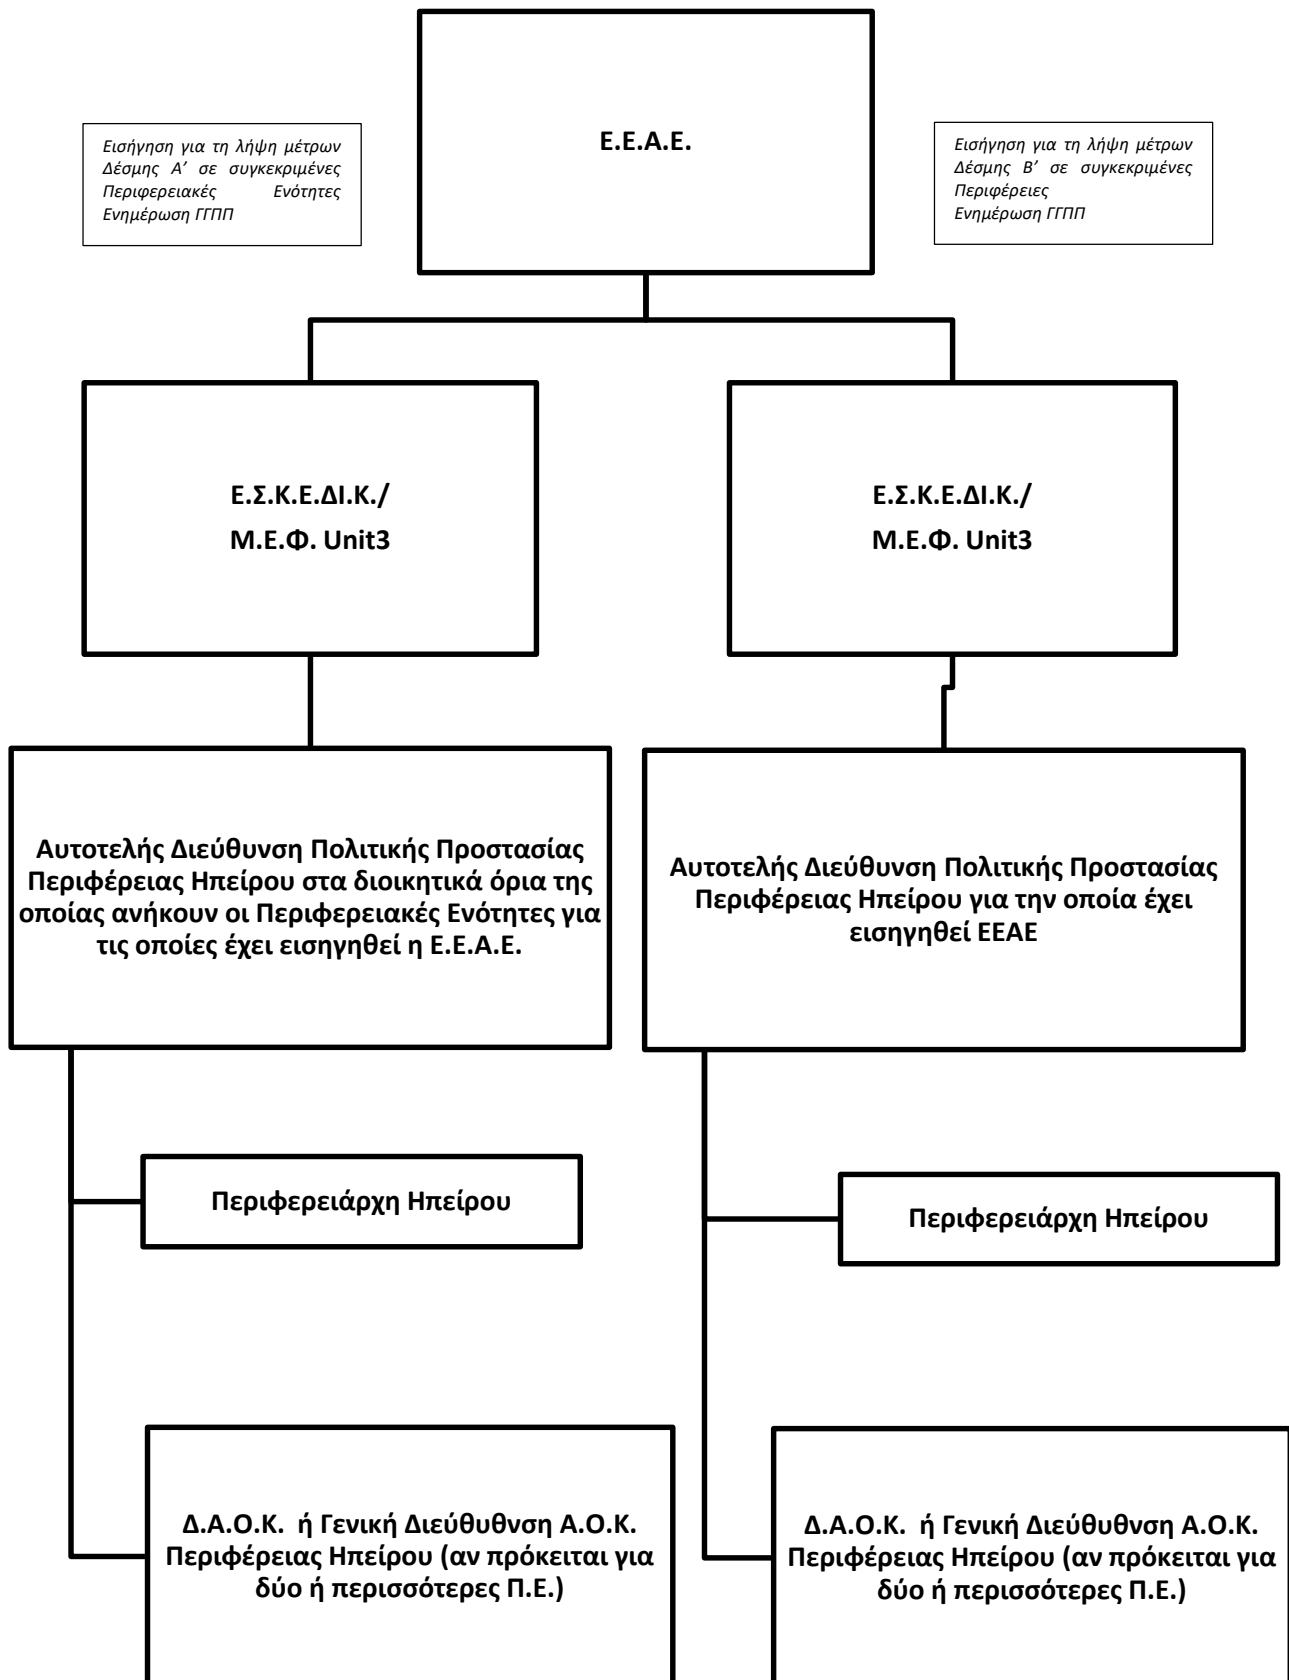 Ε.Ε.Α.Ε.
Εισήγηση για τη λήψη μέτρων
Δέσμης Α’ σε συγκεκριμένες
Περιφερειακές Ενότητες
Ενημέρωση ΓΓΠΠ
Εισήγηση για τη λήψη μέτρων
Δέσμης Β’ σε συγκεκριμένες
Περιφέρειες
Ενημέρωση ΓΓΠΠ
Ε.Σ.Κ.Ε.ΔΙ.Κ./
Μ.Ε.Φ. Unit3
Ε.Σ.Κ.Ε.ΔΙ.Κ./
Μ.Ε.Φ. Unit3
Αυτοτελής Διεύθυνση Πολιτικής Προστασίας
Περιφέρειας Ηπείρου στα διοικητικά όρια της
οποίας ανήκουν οι Περιφερειακές Ενότητες για
τις οποίες έχει εισηγηθεί η Ε.Ε.Α.Ε.
Αυτοτελής Διεύθυνση Πολιτικής Προστασίας
Περιφέρειας Ηπείρου για την οποία έχει
εισηγηθεί ΕΕΑΕ
Περιφερειάρχη Ηπείρου
Περιφερειάρχη Ηπείρου
Δ.Α.Ο.Κ. ή Γενική Διεύθυθνση Α.Ο.Κ.
Περιφέρειας Ηπείρου (αν πρόκειται για
δύο ή περισσότερες Π.Ε.)
Δ.Α.Ο.Κ. ή Γενική Διεύθυθνση Α.Ο.Κ.
Περιφέρειας Ηπείρου (αν πρόκειται για
δύο ή περισσότερες Π.Ε.)